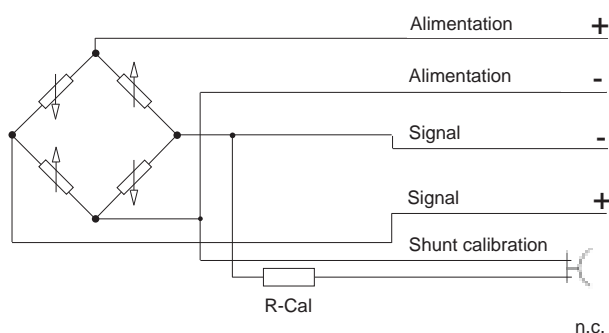 Alimentation +
Alimentation -
Signal -
Signal +
Shunt calibration
R-Cal
n.c.